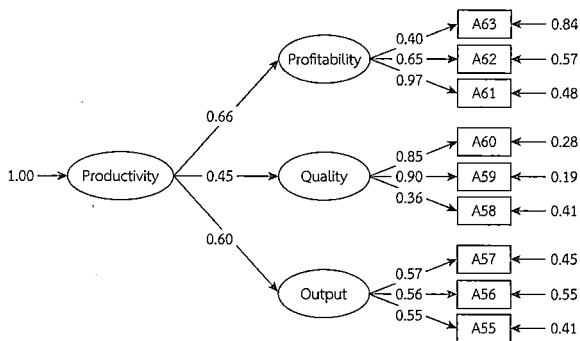 A63
0.84
0.40
Profitability
0.65
A62
0.57
0.97
A61
0.48
0.66
A60
0.28
0.85
1.00
Productivity
0.45
Quality
0.90
A59
0.19
0.36
A58
0.41
0.60
A57
0.45
0.57
Output
0.56
A56
0.55
0.55
A55
0.41